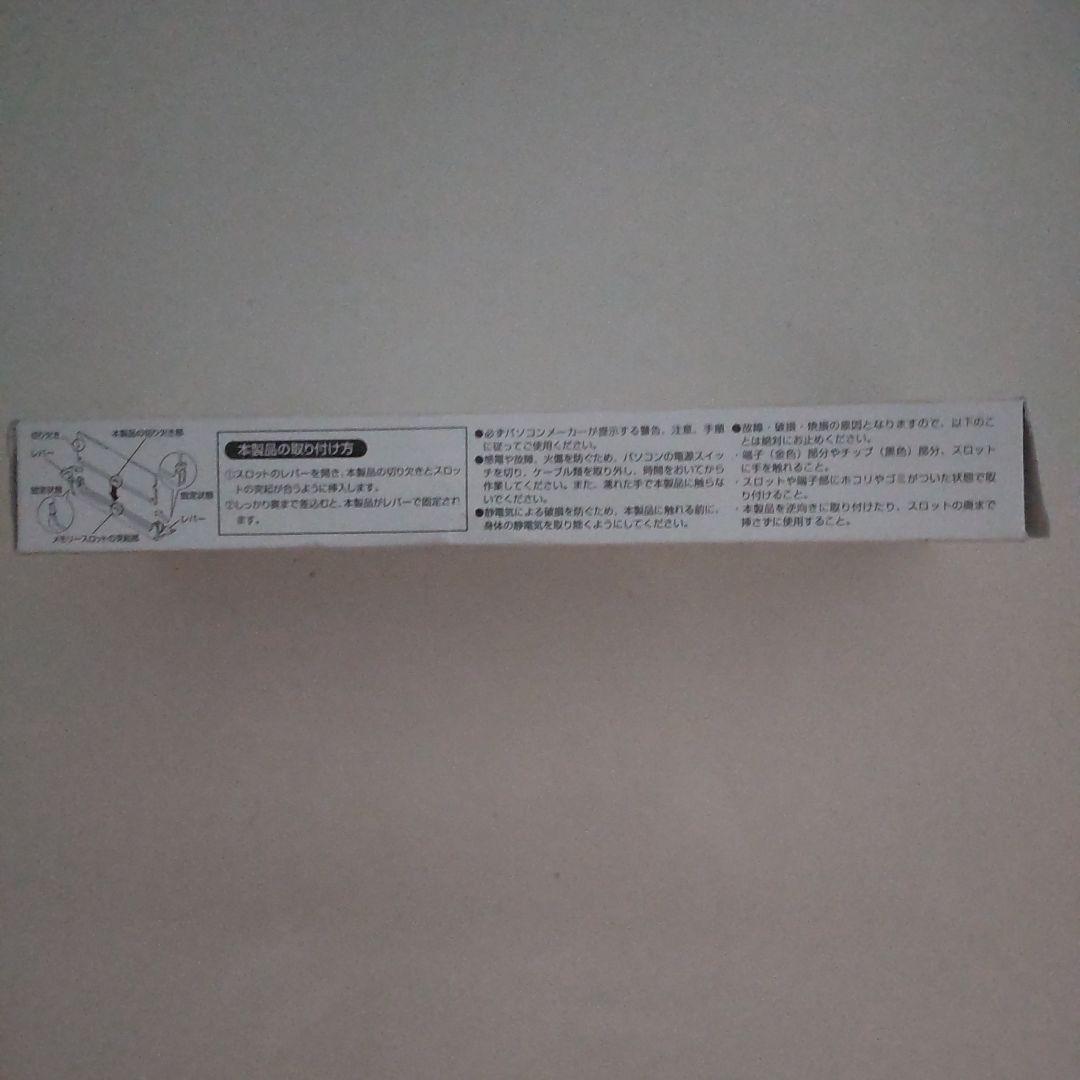 切り欠き
本製品の切り欠き部
レバー
固定状態
固定状態
レバー
メモリースロットの突起部
本製品の取り付け方
①スロットのレバーを開き、本製品の切り欠きとスロッ
トの突起が合うように挿入します。
②しっかり奥まで差込むと、本製品がレバーで固定され
ます。
●必ずパソコンメーカーが提示する警告、注意、手順
に従ってご使用ください。
●感電や故障、火傷を防ぐため、パソコンの電源スイッ
チを切り、ケーブル類を取り外し、時間をおいてから
作業してください。また、濡れた手で本製品に触らな
いでください。
●静電気による破損を防ぐため、本製品に触れる前に、
身体の静電気を取り除くようにしてください。
●故障・破損・焼損の原因となりますので、以下のこ
とは絶対にお止めください。
・端子（金色）部分やチップ（黒色）部分、スロット
に手を触れること。
・スロットや端子部にホコリやゴミがついた状態で取
り付けること。
・本製品を逆向きに取り付けたり、スロットの奥まで
挿さずに使用すること。